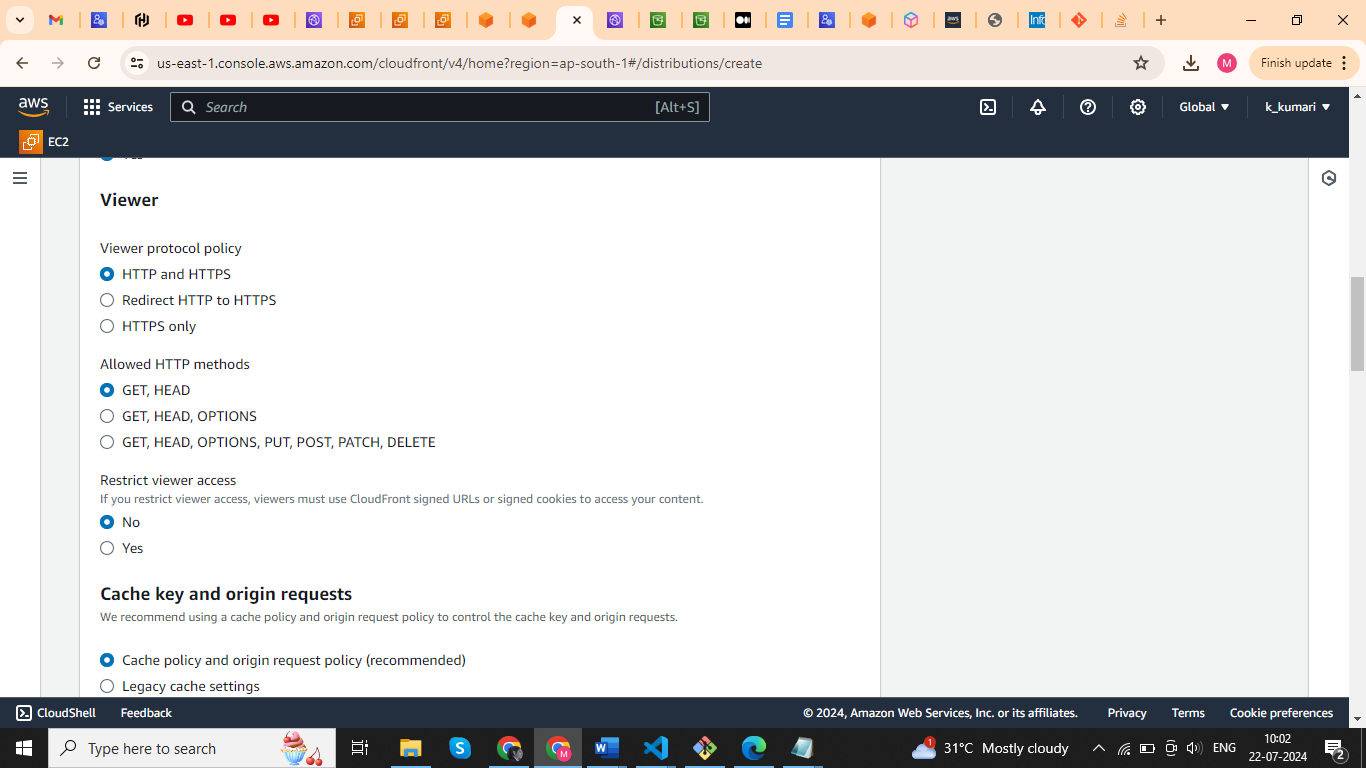 us-east-1.console.aws.amazon.com/cloudfront/v4/home?region=ap-south-1#/distributions/create
M
Finish update
aws
Services
Search
[Alt+S]
Global
k_kumari
EC2
Viewer
Viewer protocol policy
HTTP and HTTPS
Redirect HTTP to HTTPS
HTTPS only
Allowed HTTP methods
GET, HEAD
GET, HEAD, OPTIONS
GET, HEAD, OPTIONS, PUT, POST, PATCH, DELETE
Restrict viewer access
If you restrict viewer access, viewers must use CloudFront signed URLs or signed cookies to access your content.
No
Yes
Cache key and origin requests
We recommend using a cache policy and origin request policy to control the cache key and origin requests.
Cache policy and origin request policy (recommended)
Legacy cache settings
CloudShell
Feedback
© 2024, Amazon Web Services, Inc. or its affiliates.
Privacy
Terms
Cookie preferences
Type here to search
31°C Mostly cloudy
ENG
10:02
22-07-2024
2